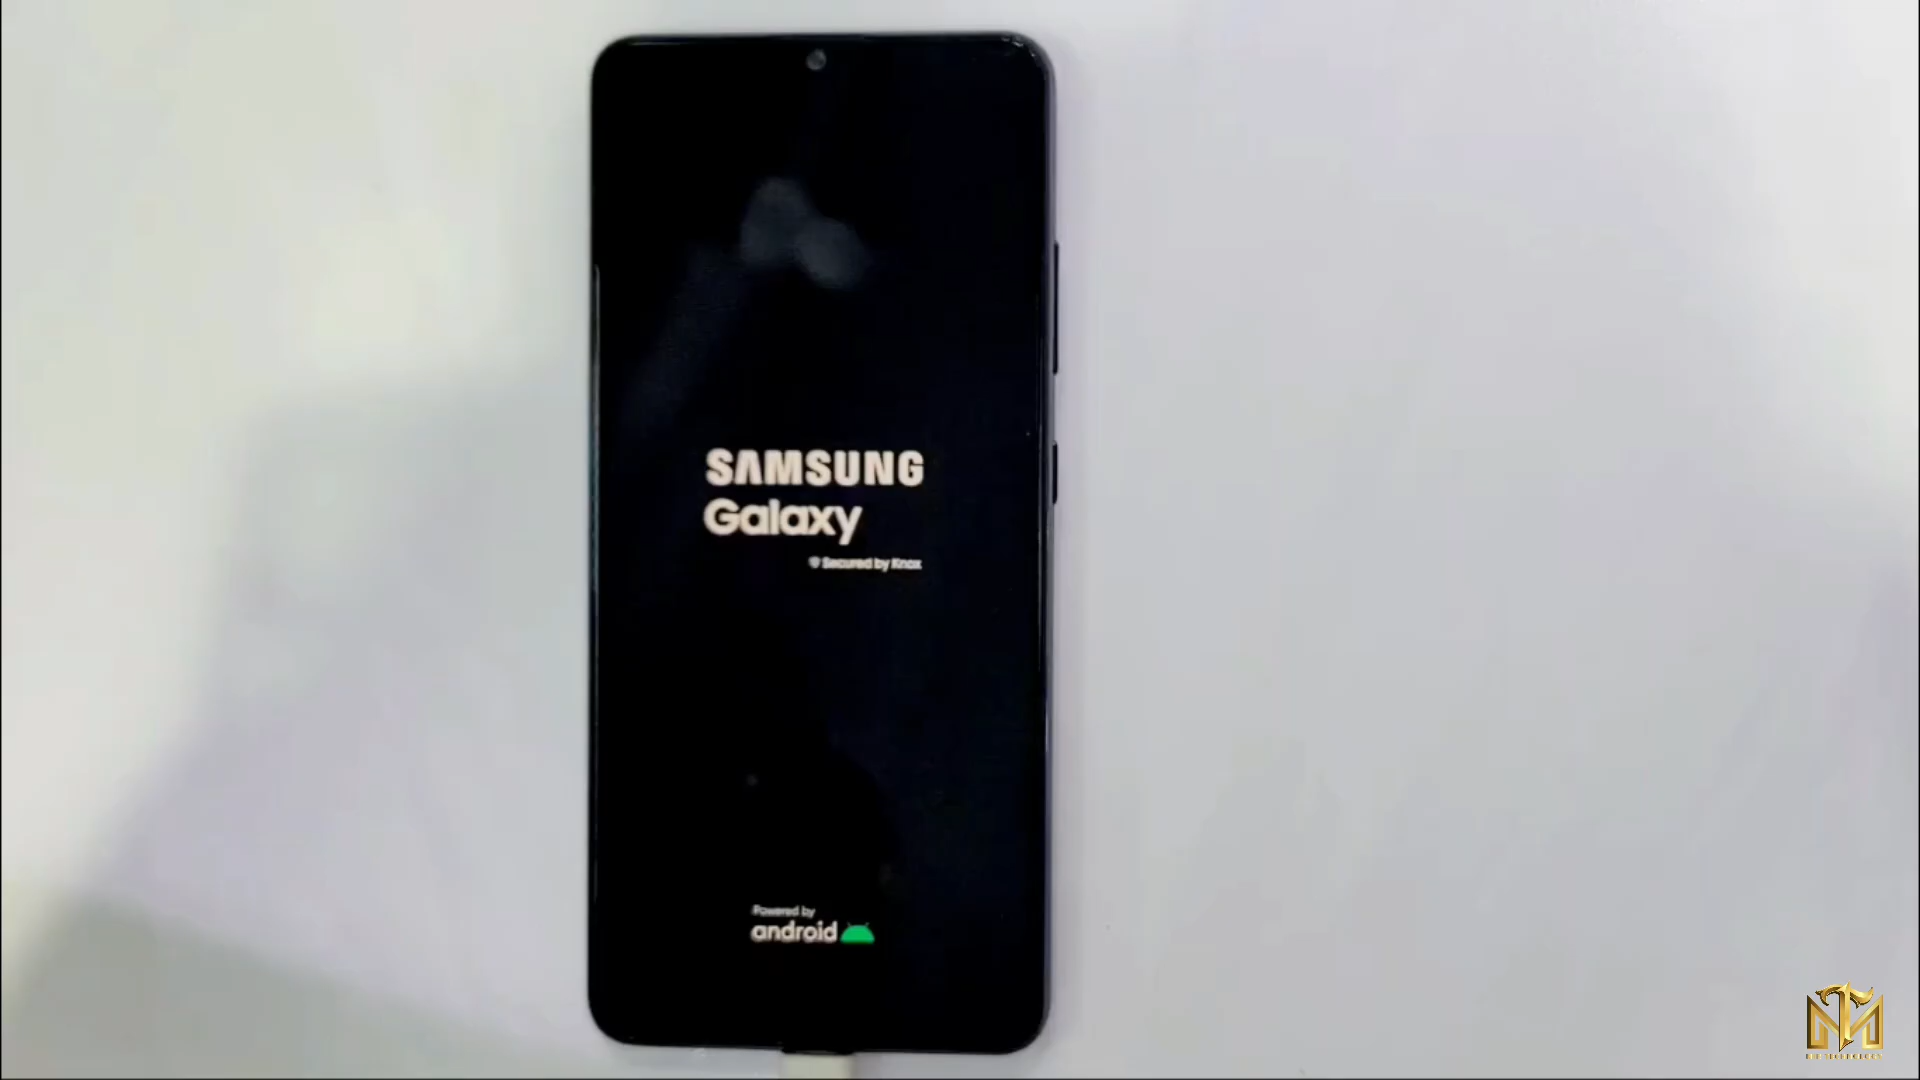 SAMSUNG
Galaxy
Secured by Knox
Powered by
android